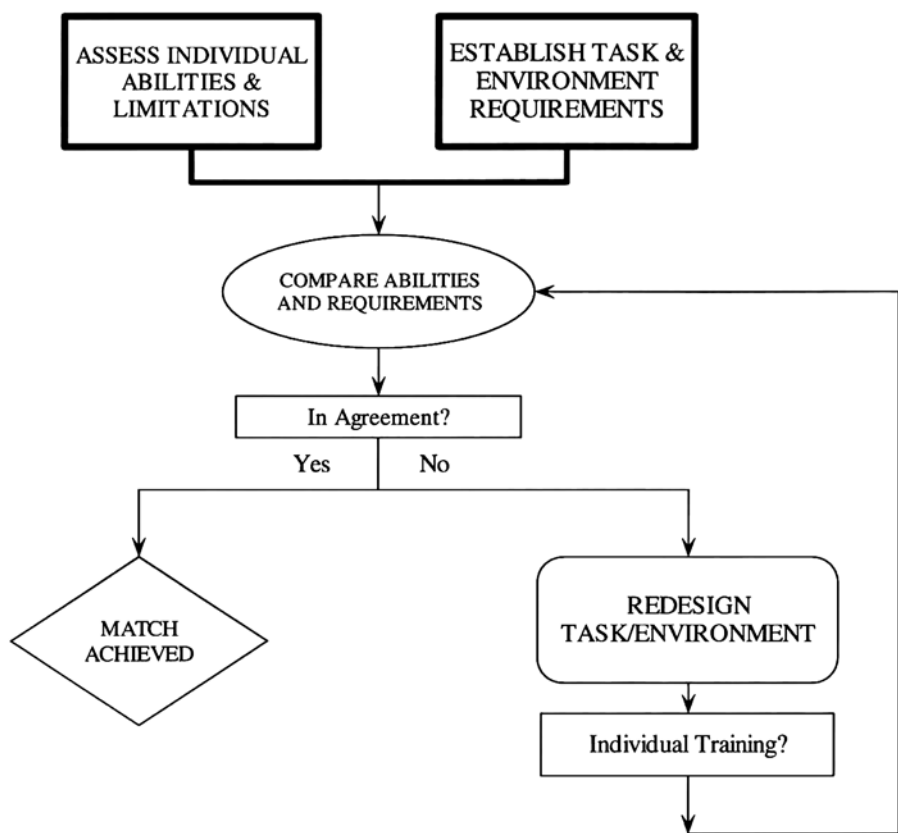 ASSESS INDIVIDUAL
ABILITIES &
LIMITATIONS
ESTABLISH TASK &
ENVIRONMENT
REQUIREMENTS
COMPARE ABILITIES
AND REQUIREMENTS
In Agreement?
Yes
No
MATCH
ACHIEVED
REDESIGN
TASK/ENVIRONMENT
Individual Training?